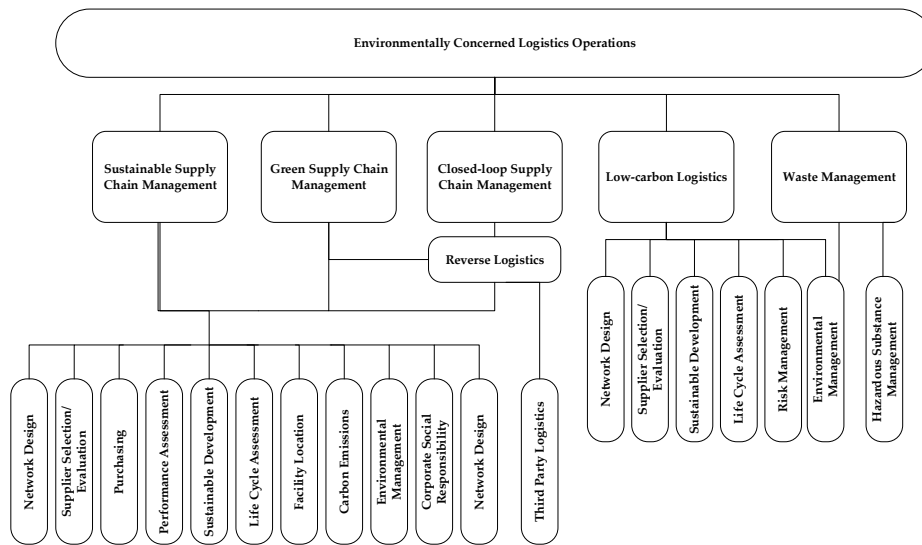 Environmentally Concerned Logistics Operations
Sustainable Supply
Chain Management
Green Supply Chain
Management
Closed-loop Supply
Chain Management
Low-carbon Logistics
Waste Management
Reverse Logistics
Network Design
Supplier Selection/
Evaluation
Sustainable Development
Life Cycle Assessment
Risk Management
Environmental
Management
Hazardous Substance
Management
Network Design
Supplier Selection/
Evaluation
Purchasing
Performance Assessment
Sustainable Development
Life Cycle Assessment
Facility Location
Carbon Emissions
Environmental
Management
Corporate Social
Responsibility
Network Design
Third Party Logistics